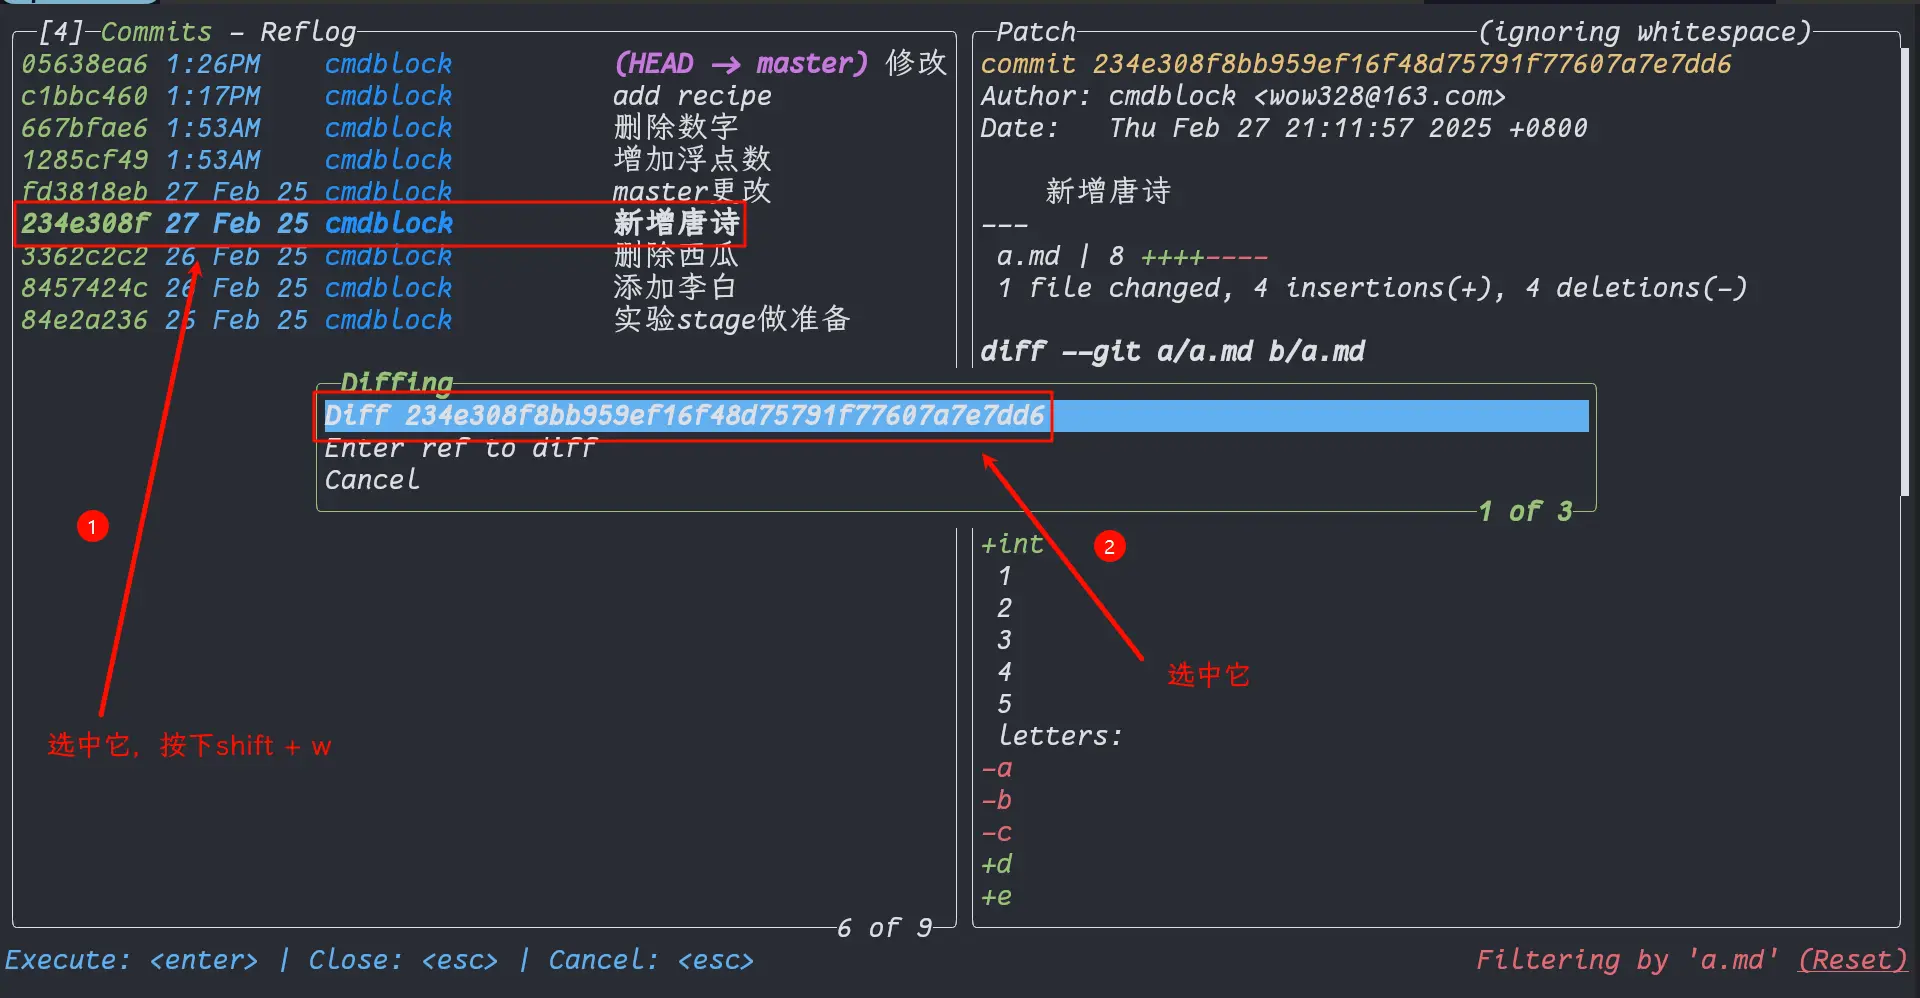 [4] Commits - Reflog
05638ea6 1:26PM cmdblock (HEAD → master) 修改
c1bbc460 1:17PM cmdblock add recipe
667bfae6 1:53AM cmdblock 删除数字
1285cf49 1:53AM cmdblock 增加浮点数
fd3818eb 27 Feb 25 cmdblock master更改
234e308f 27 Feb 25 cmdblock 新增唐诗
3362c2c2 26 Feb 25 cmdblock 删除西瓜
8457424c 26 Feb 25 cmdblock 添加李白
84e2a236 26 Feb 25 cmdblock 实验stage做准备
6 of 9
Patch (ignoring whitespace)
commit 234e308f8bb959ef16f48d75791f77607a7e7dd6
Author: cmdblock <wow328@163.com>
Date: Thu Feb 27 21:11:57 2025 +0800
新增唐诗
---
a.md | 8 ++++----
1 file changed, 4 insertions(+), 4 deletions(-)
diff --git a/a.md b/a.md
Diffing
Diff 234e308f8bb959ef16f48d75791f77607a7e7dd6
Enter ref to diff
Cancel
1 of 3
+int
1
2
3
4
5
letters:
-a
-b
-c
+d
+e
1
选中它，按下shift + w
2
选中它
Execute: <enter> | Close: <esc> | Cancel: <esc>
Filtering by 'a.md' (Reset)